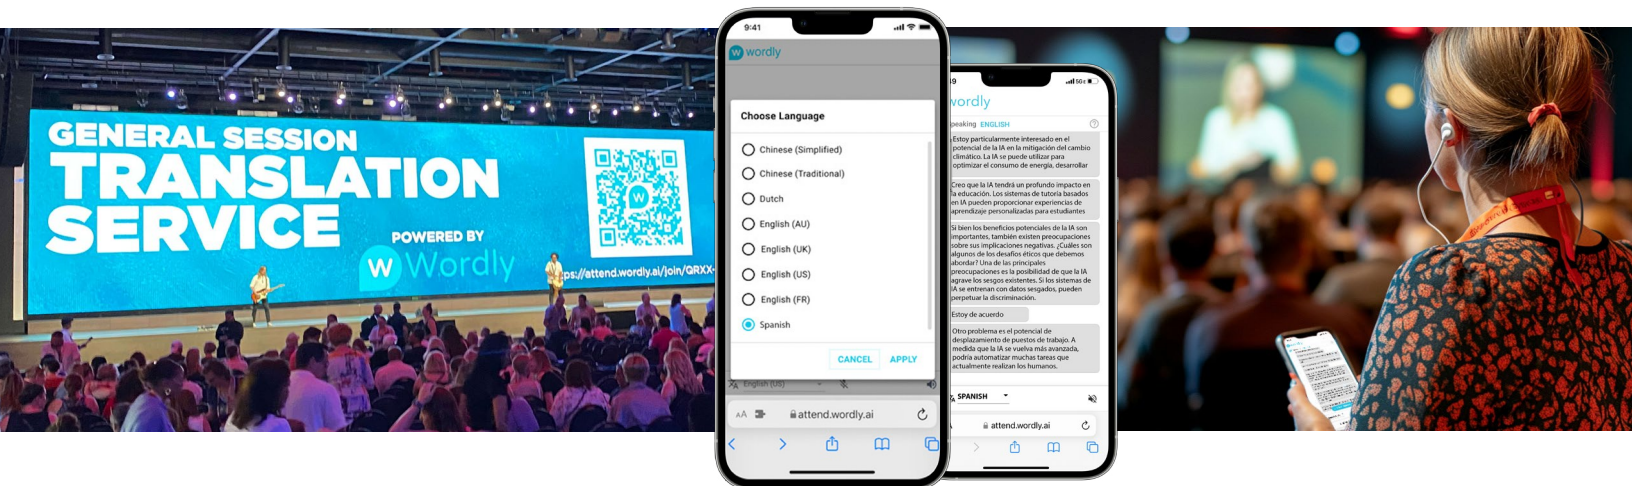 GENERAL SESSION
TRANSLATION
SERVICE
POWERED BY
w Wordly
ps://attend.wordly.ai/join/QRXX-
9:41
w wordly
Choose Language
Chinese (Simplified)
Chinese (Traditional)
Dutch
English (AU)
English (UK)
English (US)
English (FR)
Spanish
CANCEL APPLY
English (US)
AA attend.wordly.ai
49 5G
wordly
peaking ENGLISH
Estoy particularmente interesado en el
potencial de la IA en la mitigación del cambio
climático. La IA se puede utilizar para
optimizar el consumo de energía, desarrollar
Creo que la IA tendrá un profundo impacto en
la educación. Los sistemas de tutoría basados
en IA pueden proporcionar experiencias de
aprendizaje personalizadas para estudiantes
Si bien los beneficios potenciales de la IA son
importantes, también existen preocupaciones
sobre sus implicaciones negativas. ¿Cuáles son
algunos de los desafíos éticos que debemos
abordar? Una de las principales
preocupaciones es la posibilidad de que la IA
agrave los sesgos existentes. Si los sistemas de
IA se entrenan con datos sesgados, pueden
perpetuar la discriminación.
Estoy de acuerdo
Otro problema es el potencial de
desplazamiento de puestos de trabajo. A
medida que la IA se vuelva más avanzada,
podría automatizar muchas tareas que
actualmente realizan los humanos.
SPANISH
attend.wordly.ai